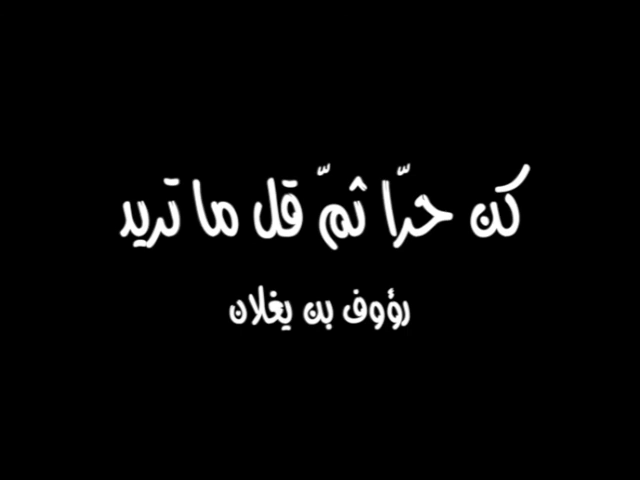 كن حرّا ثمّ قل ما تريد
رؤوف بن يغلان